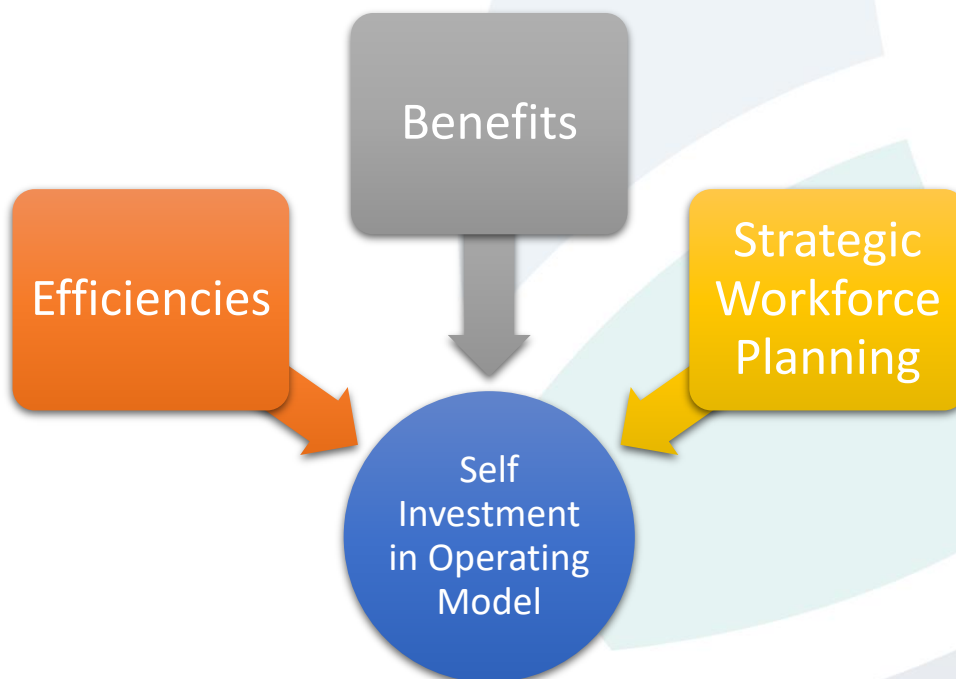 Benefits
Efficiencies
Strategic
Workforce
Planning
Self
Investment
in Operating
Model